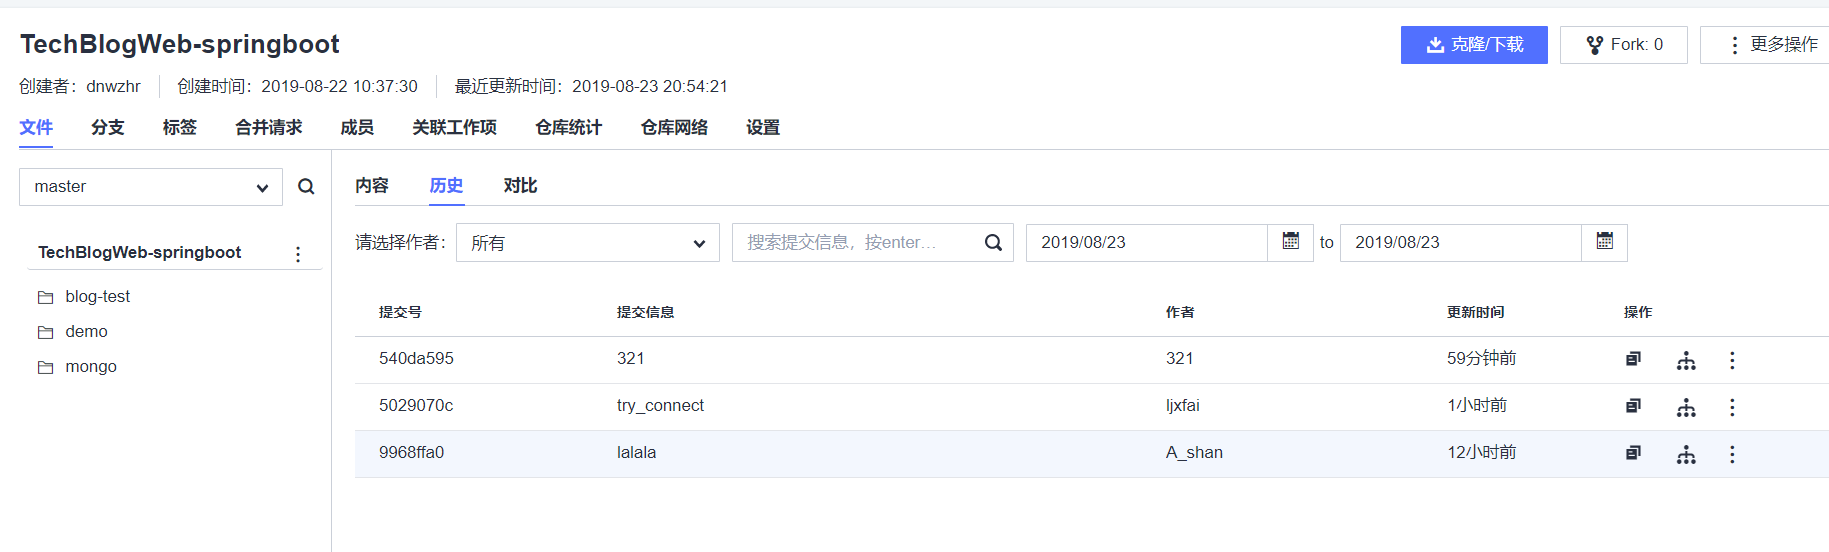 TechBlogWeb-springboot
克隆/下载 Fork: 0 更多操作
创建者：dnwzhr 创建时间：2019-08-22 10:37:30 最近更新时间：2019-08-23 20:54:21
文件 分支 标签 合并请求 成员 关联工作项 仓库统计 仓库网络 设置
master
内容 历史 对比
请选择作者： 所有 搜索提交信息，按enter... 2019/08/23 to 2019/08/23
TechBlogWeb-springboot
blog-test
demo
mongo
提交号 提交信息 作者 更新时间 操作
540da595 321 321 59分钟前
5029070c try_connect ljxfai 1小时前
9968ffa0 lalala A_shan 12小时前